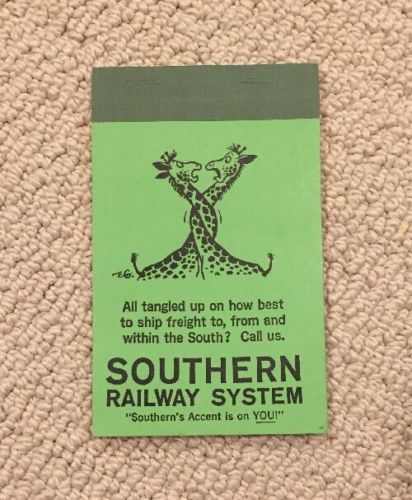 All tangled up on how best
to ship freight to, from and
within the South? Call us.
SOUTHERN
RAILWAY SYSTEM
"Southern's Accent is on YOU!"